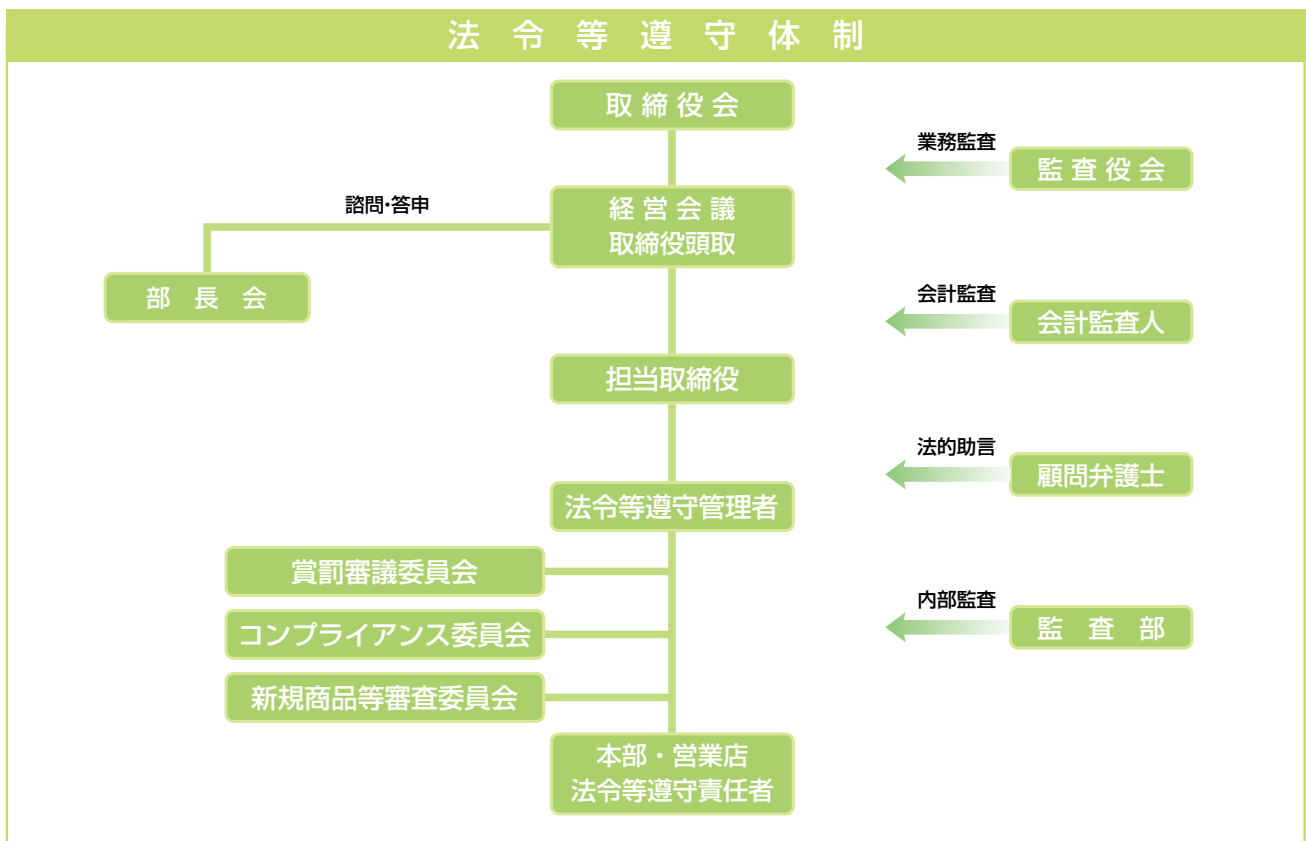 法令等遵守体制
取締役会
業務監査
監査役会
諮問・答申
経営会議
取締役頭取
部長会
会計監査
会計監査人
担当取締役
法的助言
顧問弁護士
法令等遵守管理者
賞罰審議委員会
内部監査
監査部
コンプライアンス委員会
新規商品等審査委員会
本部・営業店
法令等遵守責任者